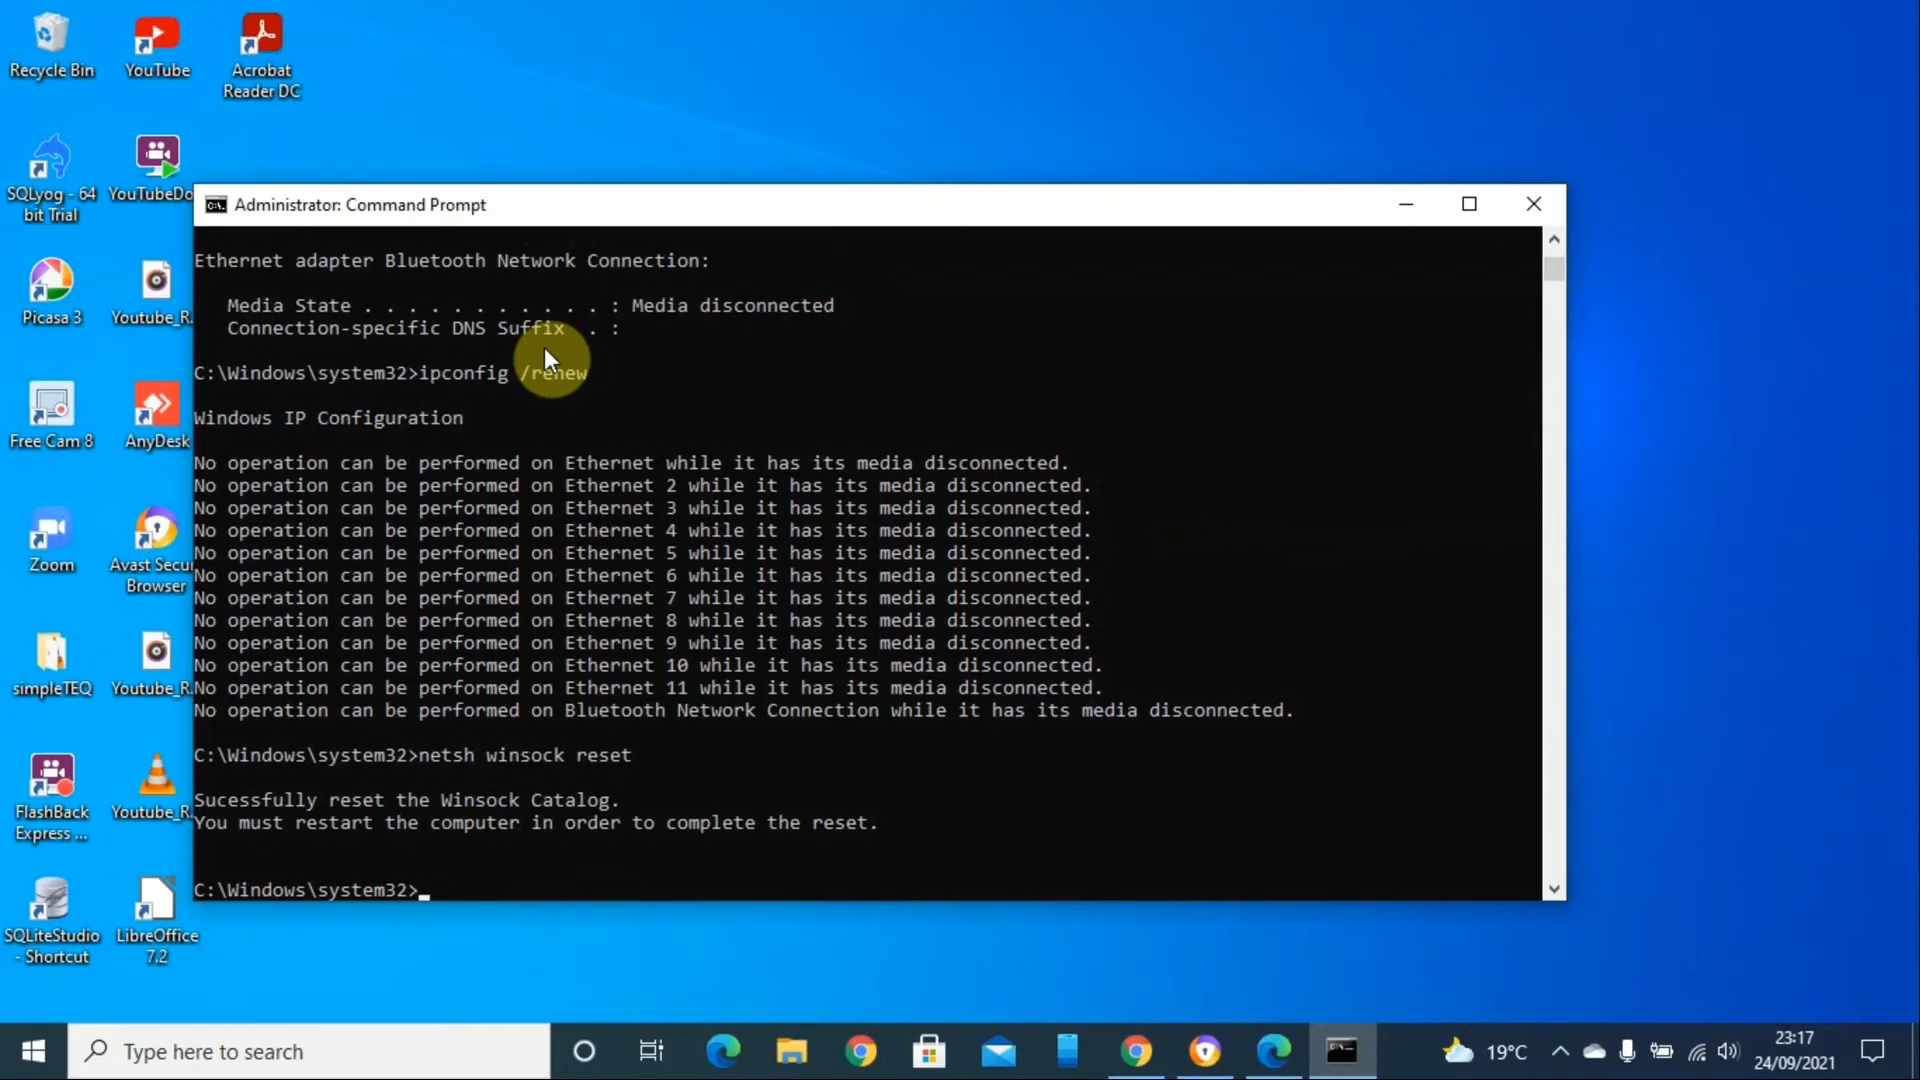 Recycle Bin
YouTube
Acrobat
Reader DC
SQLyog - 64
bit Trial
YouTubeDo
Picasa 3
Youtube_R.
Free Cam 8
AnyDesk
Zoom
Avast Secu
Browser
simpleTEQ
Youtube_R.
FlashBack
Express ...
Youtube_R.
SQLiteStudio
- Shortcut
LibreOffice
7.2
Administrator: Command Prompt
Ethernet adapter Bluetooth Network Connection:
Media State . . . . . . . . . . . : Media disconnected
Connection-specific DNS Suffix . :
C:\Windows\system32>ipconfig /renew
Windows IP Configuration
No operation can be performed on Ethernet while it has its media disconnected.
No operation can be performed on Ethernet 2 while it has its media disconnected.
No operation can be performed on Ethernet 3 while it has its media disconnected.
No operation can be performed on Ethernet 4 while it has its media disconnected.
No operation can be performed on Ethernet 5 while it has its media disconnected.
No operation can be performed on Ethernet 6 while it has its media disconnected.
No operation can be performed on Ethernet 7 while it has its media disconnected.
No operation can be performed on Ethernet 8 while it has its media disconnected.
No operation can be performed on Ethernet 9 while it has its media disconnected.
No operation can be performed on Ethernet 10 while it has its media disconnected.
No operation can be performed on Ethernet 11 while it has its media disconnected.
No operation can be performed on Bluetooth Network Connection while it has its media disconnected.
C:\Windows\system32>netsh winsock reset
Sucessfully reset the Winsock Catalog.
You must restart the computer in order to complete the reset.
C:\Windows\system32>
Type here to search
19°C
23:17
24/09/2021